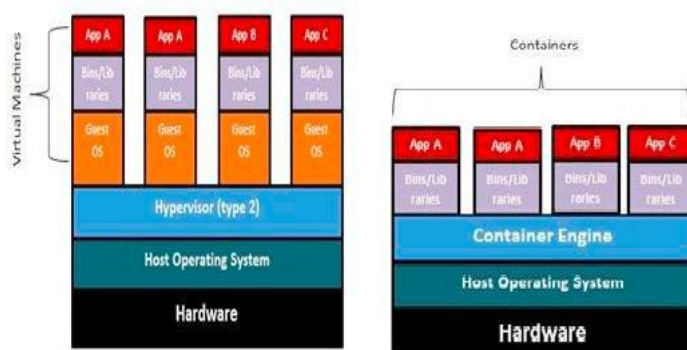 Virtual Machines
App A
App A
App B
App C
Bins/Lib
raries
Bins/Lib
raries
Bins/Lib
raries
Bins/Lib
raries
Guest
OS
Guest
OS
Guest
OS
Guest
OS
Hypervisor (type 2)
Host Operating System
Hardware
Containers
App A
App A
App B
App C
Bins/Lib
raries
Bins/Lib
raries
Bins/Lib
raries
Bins/Lib
raries
Container Engine
Host Operating System
Hardware